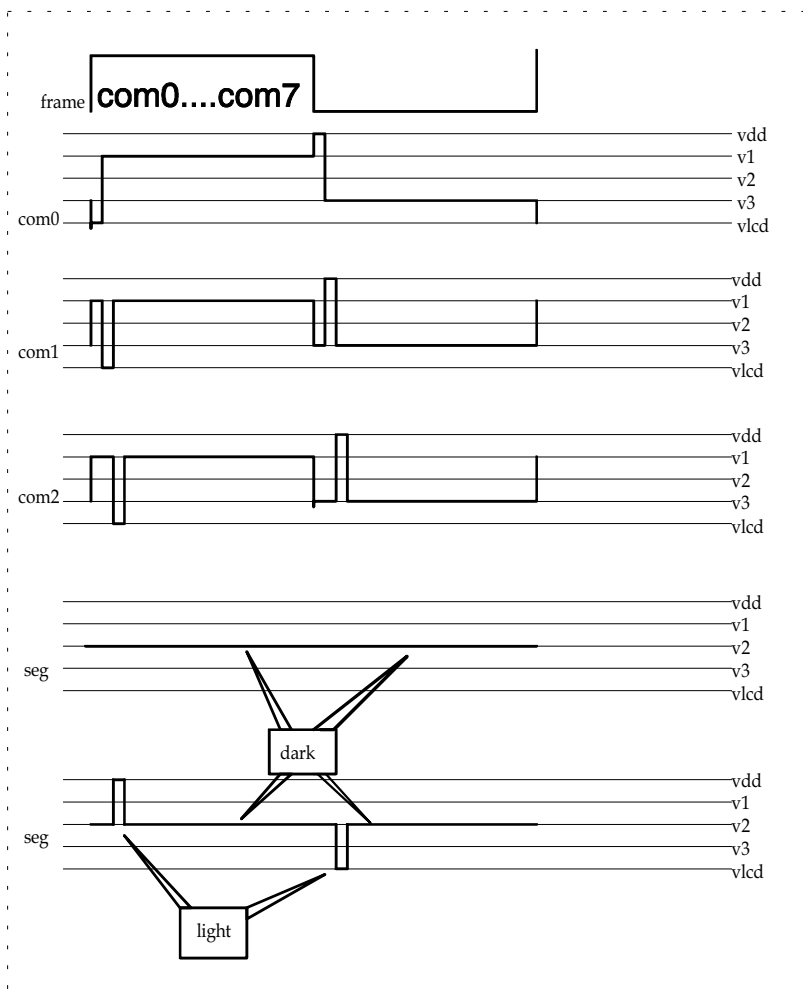 com0....com7
frame
vdd
v1
v2
v3
com0
vlcd
vdd
v1
v2
com1
v3
vlcd
vdd
v1
v2
com2
v3
vlcd
vdd
v1
v2
seg
v3
vlcd
dark
vdd
v1
v2
seg
v3
vlcd
light